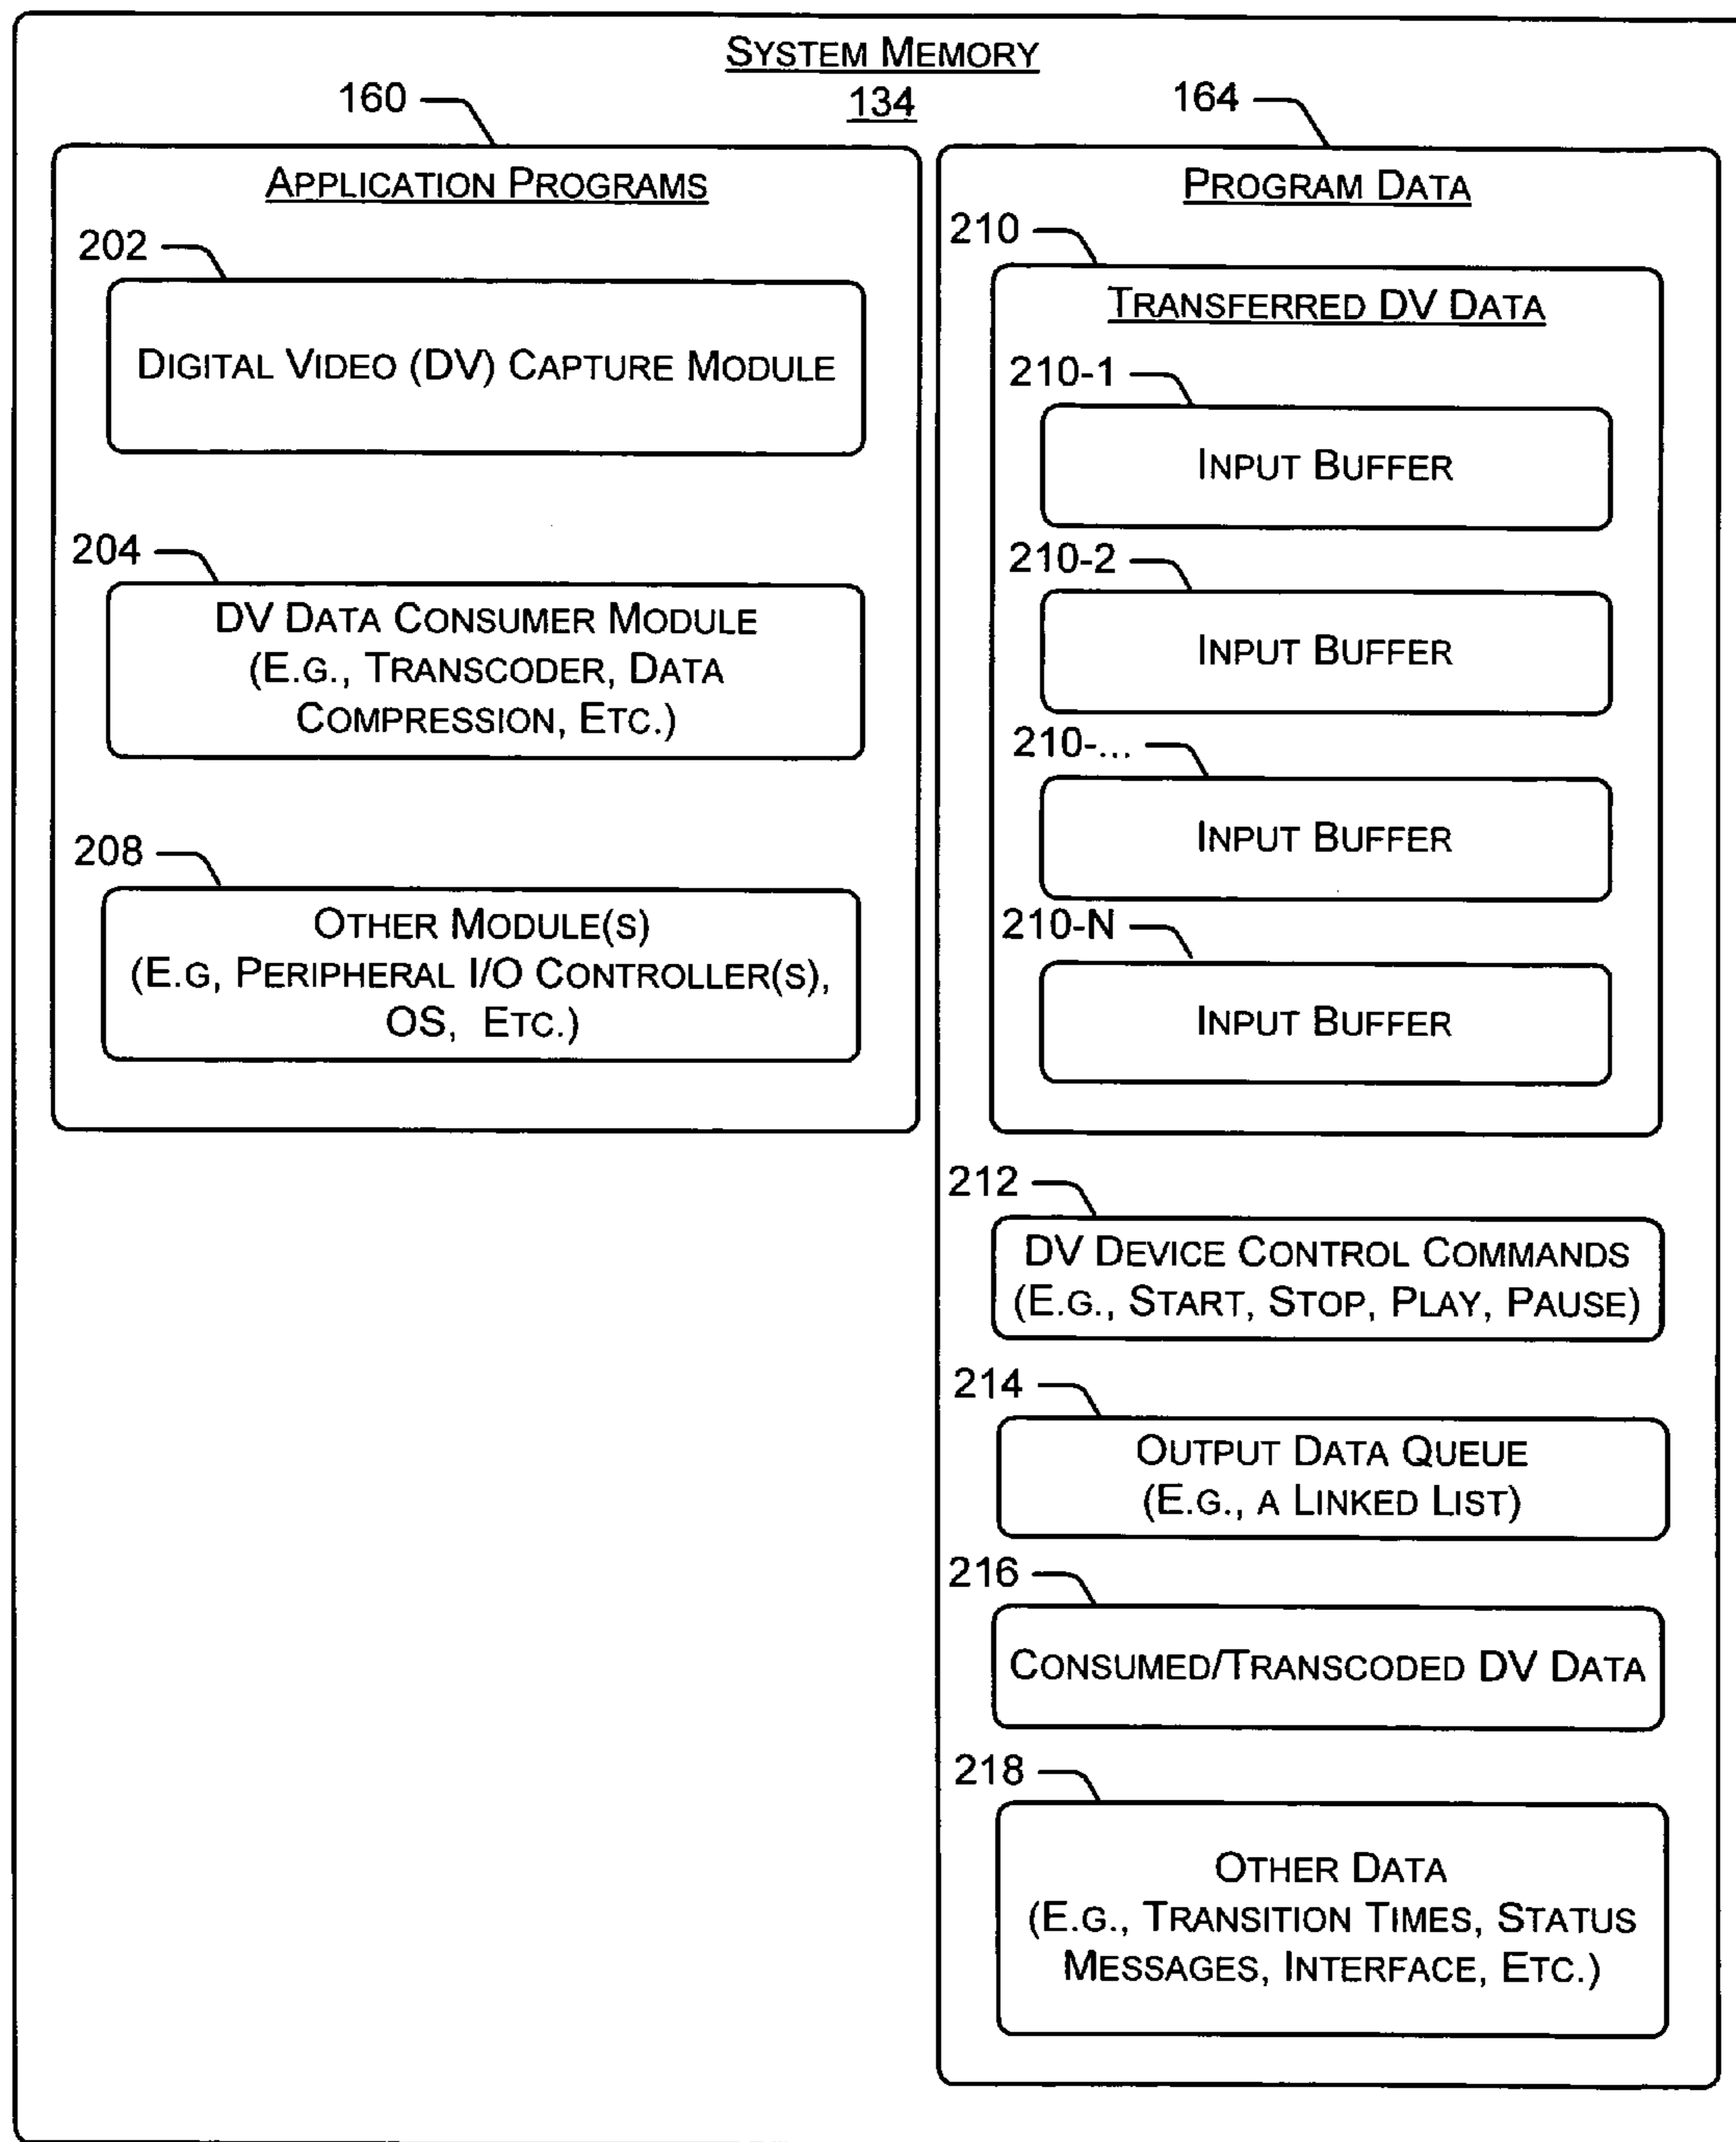 SYSTEM MEMORY
134
160
APPLICATION PROGRAMS
202
DIGITAL VIDEO (DV) CAPTURE MODULE
204
DV DATA CONSUMER MODULE
(E.G., TRANSCODER, DATA
COMPRESSION, ETC.)
208
OTHER MODULE(S)
(E.G, PERIPHERAL I/O CONTROLLER(S),
OS, ETC.)
164
PROGRAM DATA
210
TRANSFERRED DV DATA
210-1
INPUT BUFFER
210-2
INPUT BUFFER
210-...
INPUT BUFFER
210-N
INPUT BUFFER
212
DV DEVICE CONTROL COMMANDS
(E.G., START, STOP, PLAY, PAUSE)
214
OUTPUT DATA QUEUE
(E.G., A LINKED LIST)
216
CONSUMED/TRANSCODED DV DATA
218
OTHER DATA
(E.G., TRANSITION TIMES, STATUS
MESSAGES, INTERFACE, ETC.)